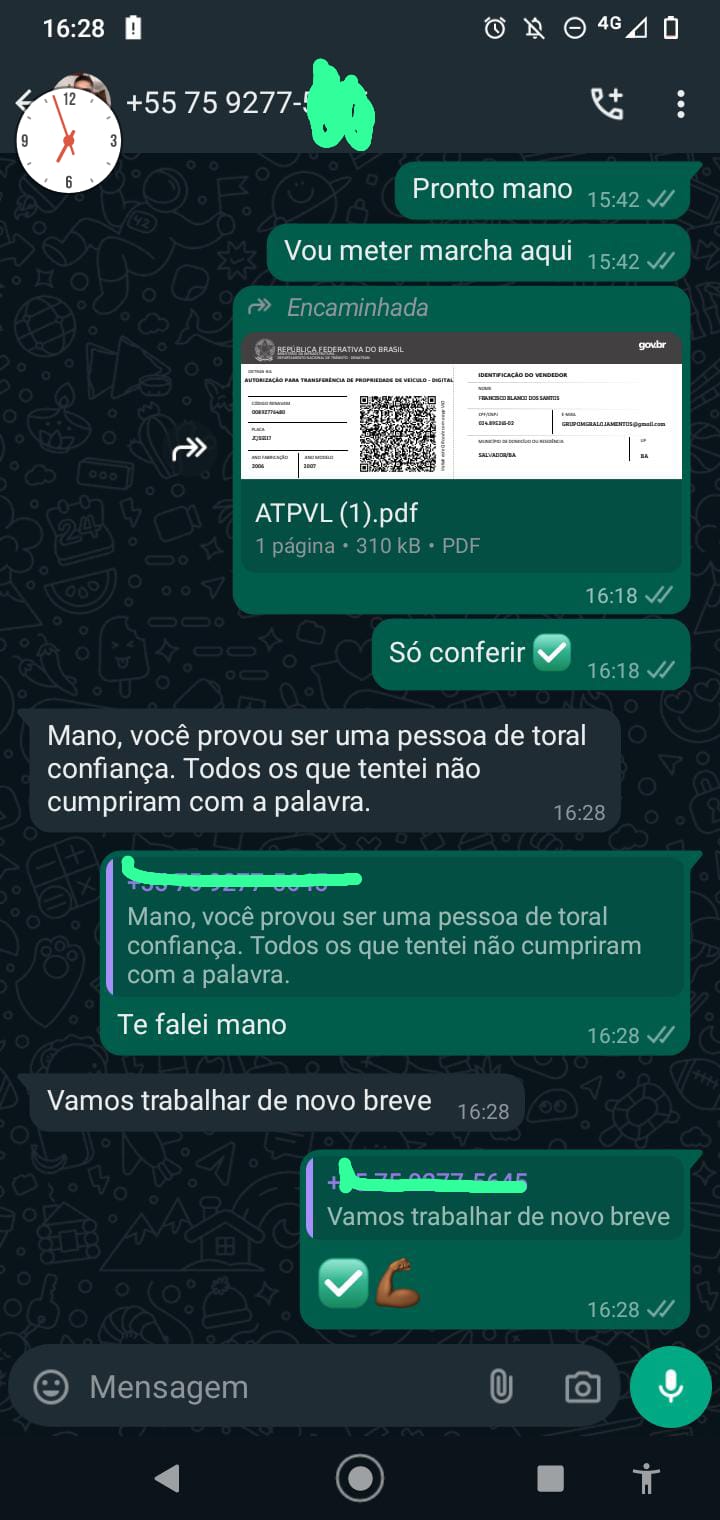 16:28
4G
+55 75 9277-
12
3
6
9
Pronto mano 15:42
Vou meter marcha aqui 15:42
Encaminhada
REPÚBLICA FEDERATIVA DO BRASIL
gov.br
DETRAN BA
AUTORIZAÇÃO PARA TRANSFERÊNCIA DE PROPRIEDADE DE VEÍCULO - DIGITAL
CÓDIGO RENAVAM
PLACA
ANO FABRICAÇÃO ANO MODELO
2006 2007
IDENTIFICAÇÃO DO VENDEDOR
NOME
FRANCISCO BLANCO DOS SANTOS
CPF/CNPJ E-MAIL
MUNICÍPIO DE DOMICÍLIO OU RESIDÊNCIA UF
SALVADOR/BA BA
ATPVL (1).pdf
1 página • 310 kB • PDF
16:18
Só conferir ✅ 16:18
Mano, você provou ser uma pessoa de toral
confiança. Todos os que tentei não
cumpriram com a palavra.
16:28
Mano, você provou ser uma pessoa de toral
confiança. Todos os que tentei não cumpriram
com a palavra.
Te falei mano
16:28
Vamos trabalhar de novo breve 16:28
Vamos trabalhar de novo breve
✅💪🏾
16:28
Mensagem